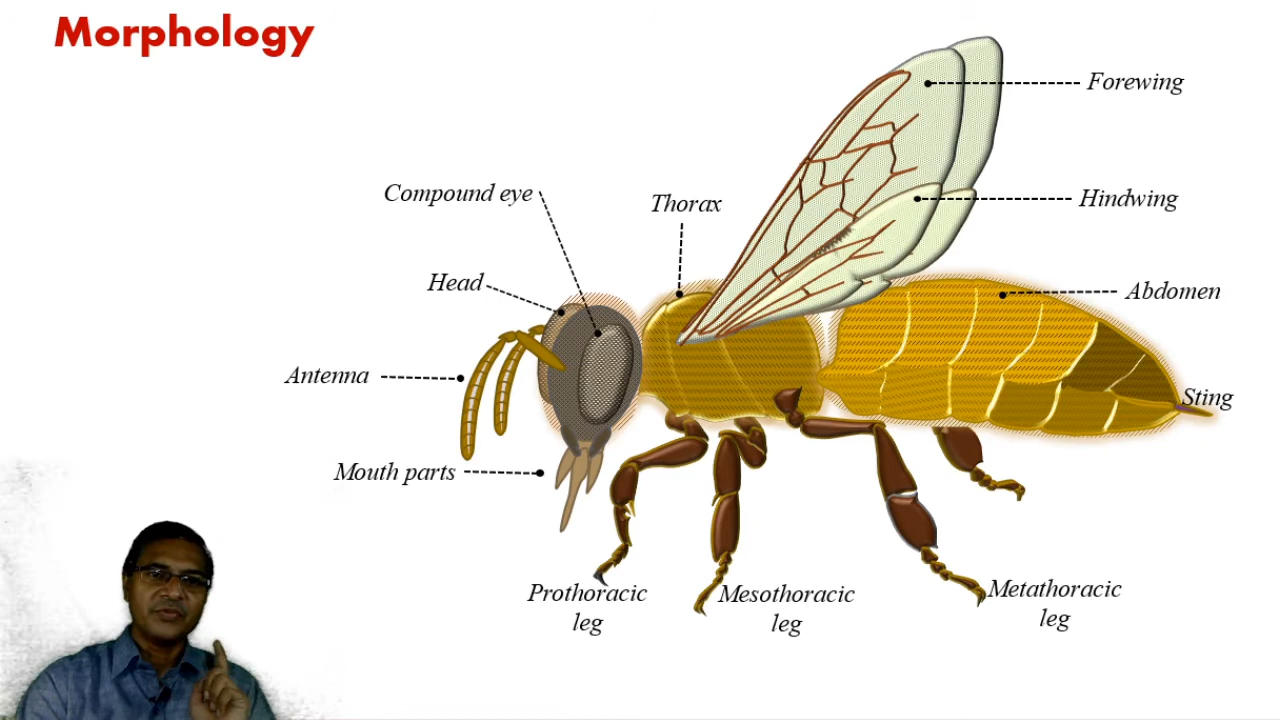 Morphology
Forewing
Compound eye
Thorax
Hindwing
Head
Abdomen
Antenna
Sting
Mouth parts
Prothoracic
leg
Mesothoracic
leg
Metathoracic
leg